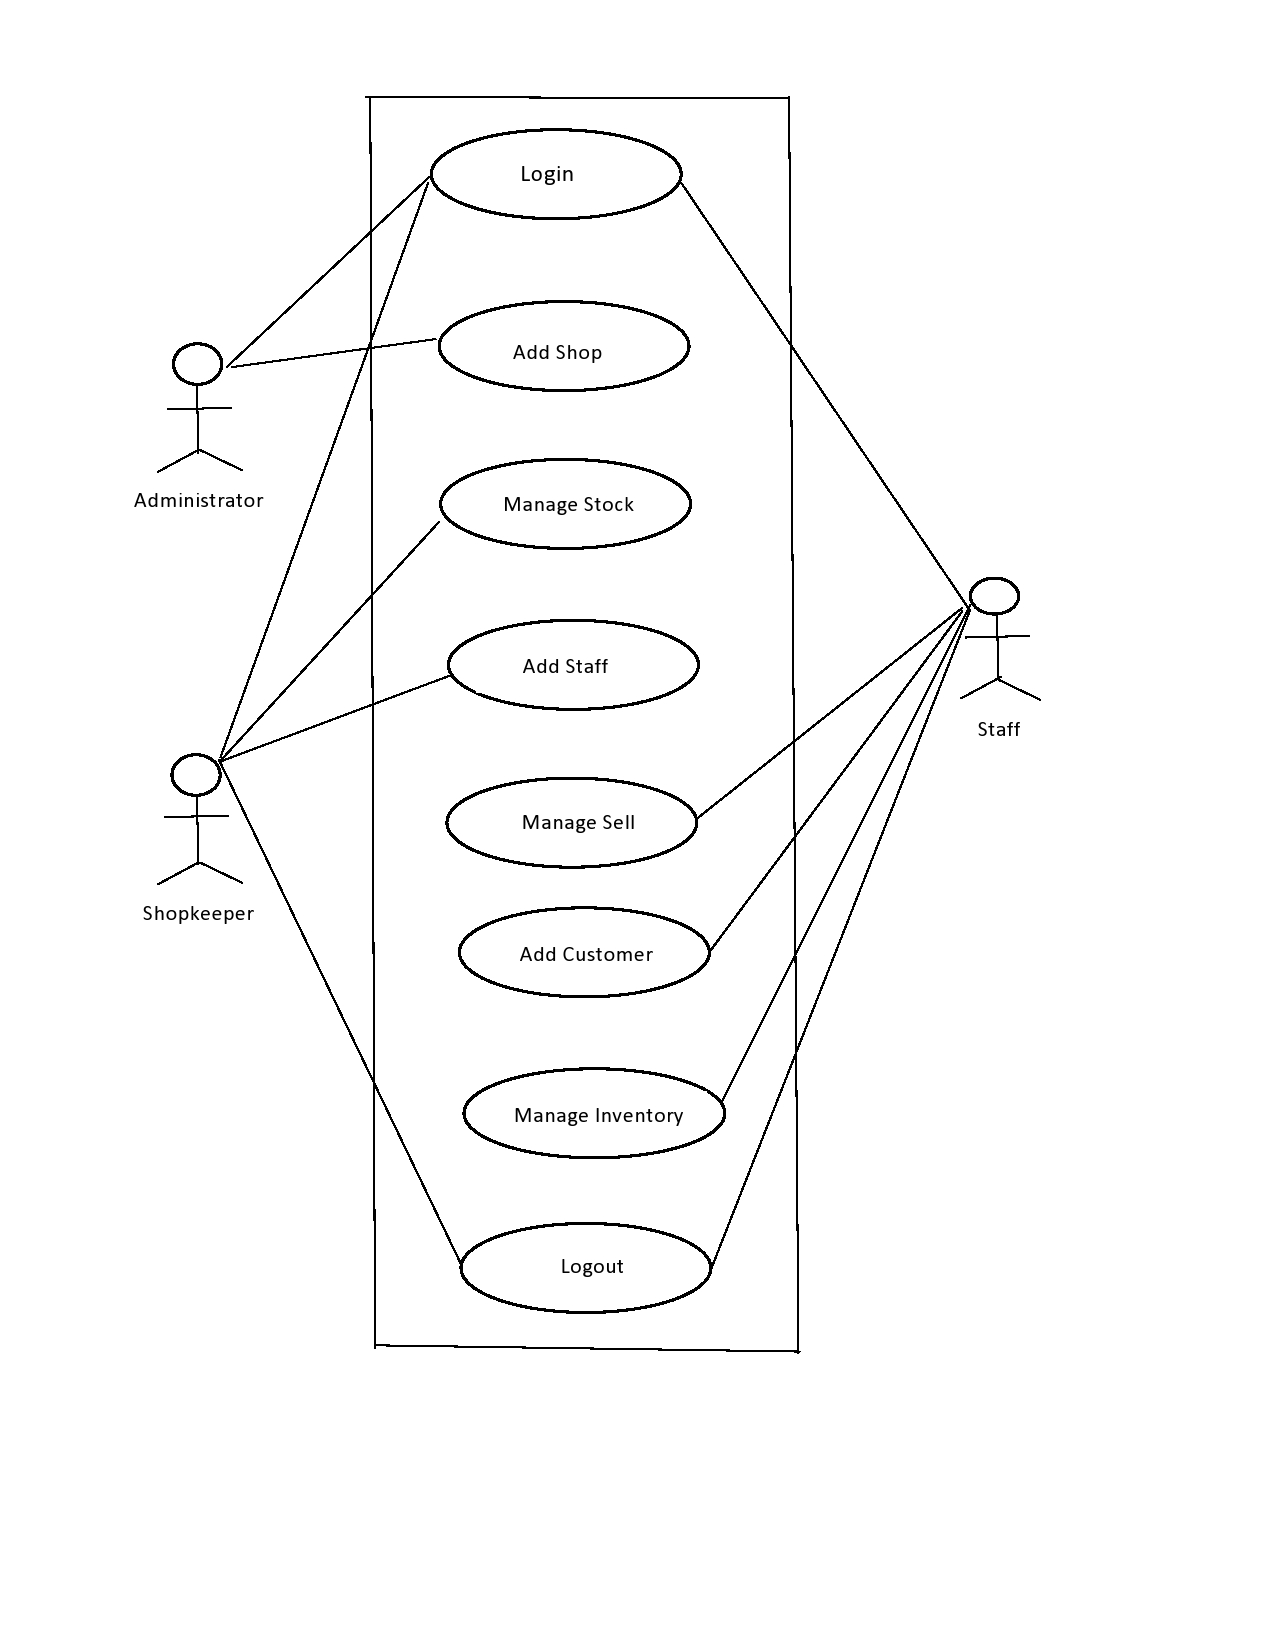 Login
Add Shop
Administrator
Manage Stock
Add Staff
Staff
Manage Sell
Shopkeeper
Add Customer
Manage Inventory
Logout